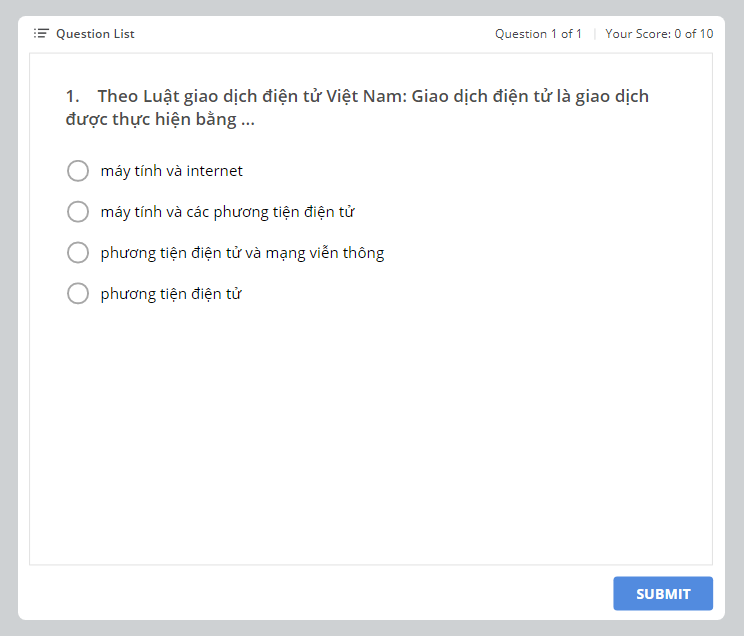 Question List
Question 1 of 1 | Your Score: 0 of 10
1. Theo Luật giao dịch điện tử Việt Nam: Giao dịch điện tử là giao dịch
được thực hiện bằng ...
máy tính và internet
máy tính và các phương tiện điện tử
phương tiện điện tử và mạng viễn thông
phương tiện điện tử
SUBMIT